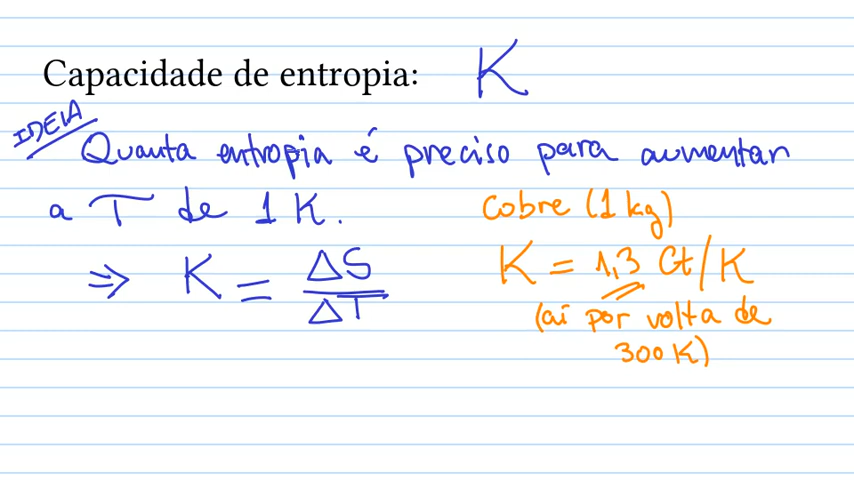 Capacidade de entropia: K
IDEIA
Quanta entropia é preciso para aumentar
a T de 1 K.
⇒ K = ΔS/ΔT
Cobre (1 kg)
K = 1,3 Ct/K
(aí por volta de
300 K)